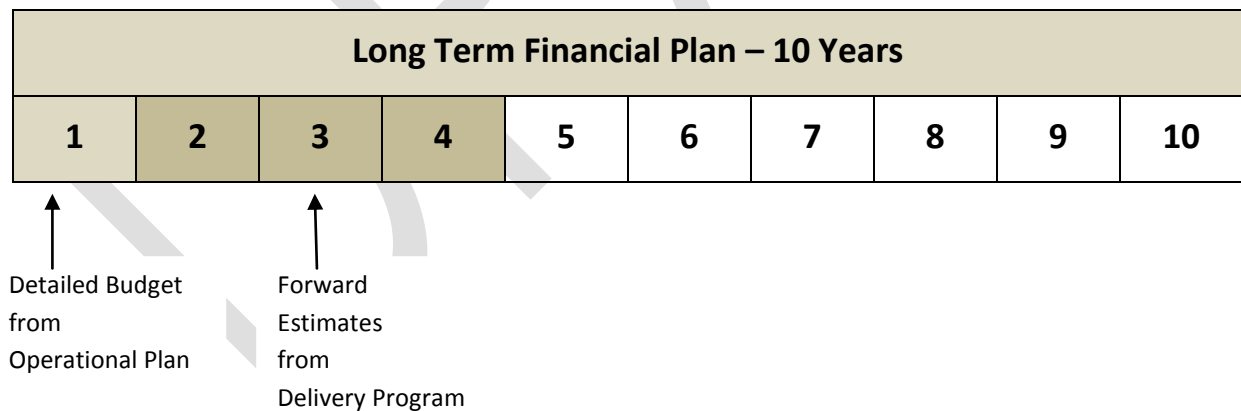 Long Term Financial Plan – 10 Years
1 2 3 4 5 6 7 8 9 10
Detailed Budget
from
Operational Plan
Forward
Estimates
from
Delivery Program